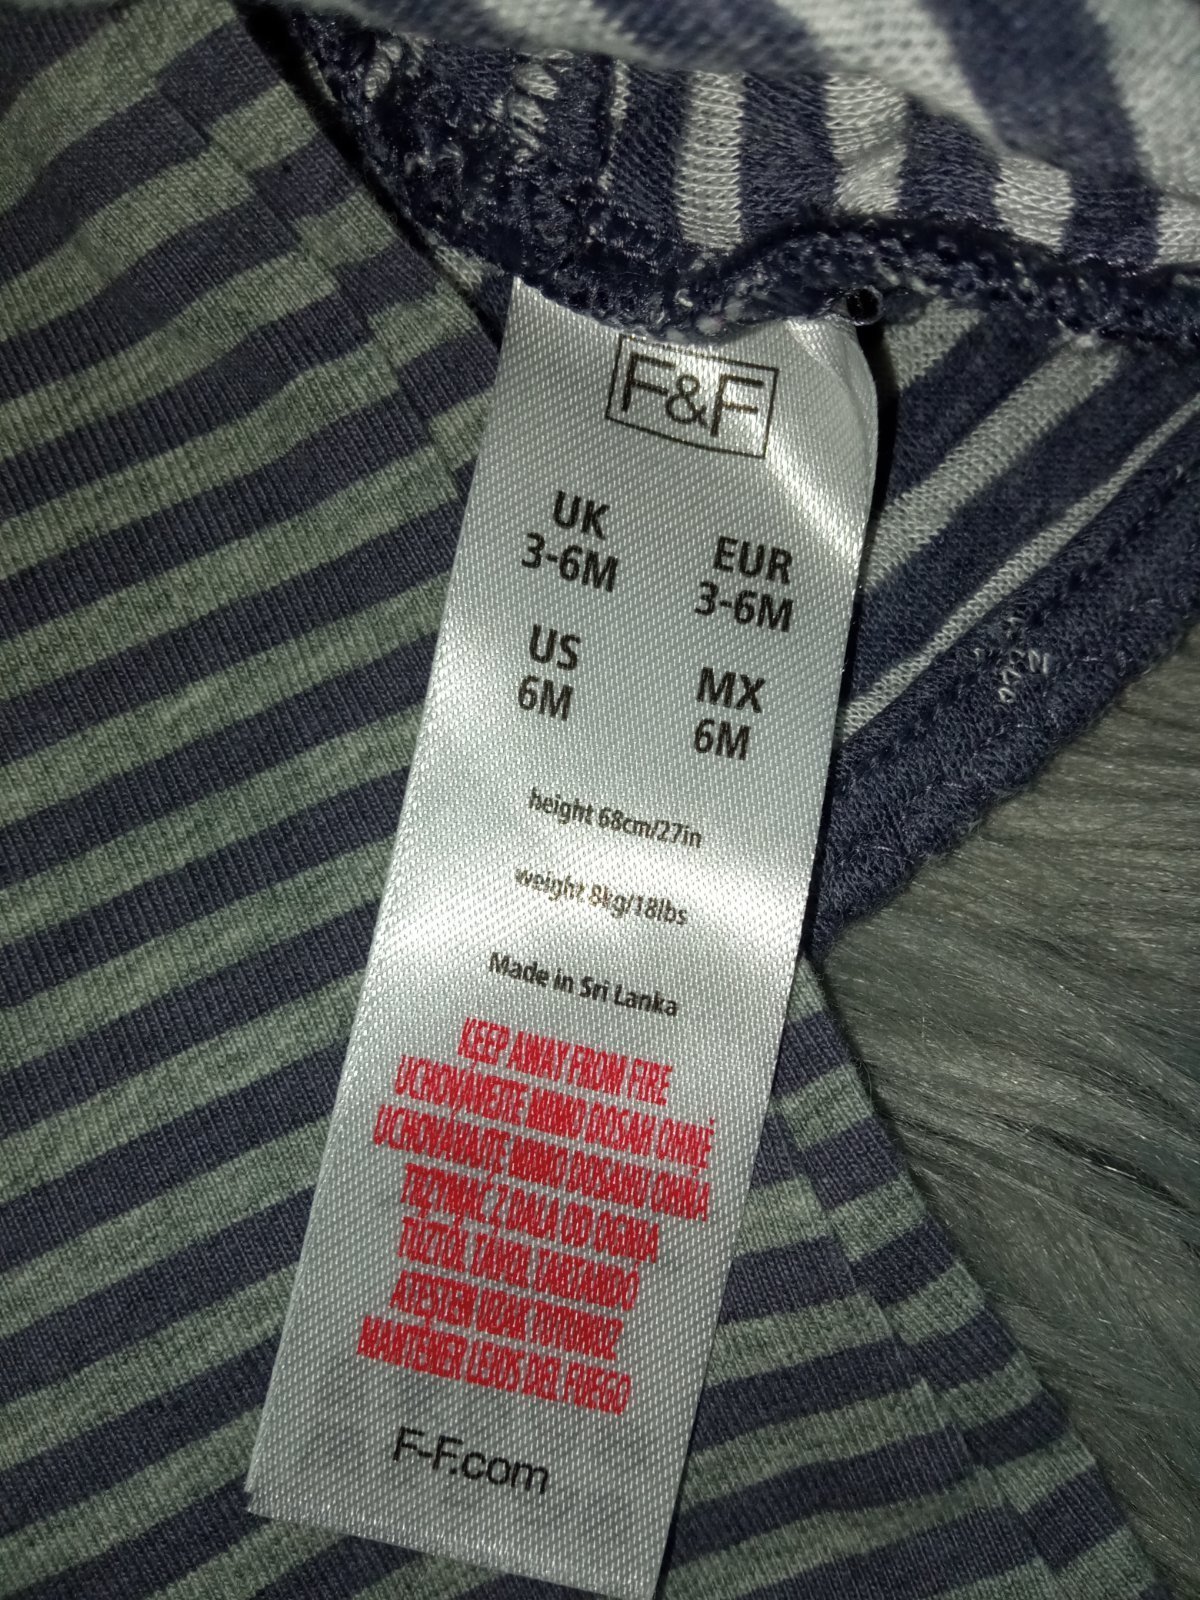 F&F
UK
3-6M
EUR
3-6M
US
6M
MX
6M
height 68cm/27in
weight 8kg/18lbs
Made in Sri Lanka
KEEP AWAY FROM FIRE
UCHOVÁVEJTE MIMO DOSAH OHNĚ
UCHOVÁVAJTE MIMO DOSAHU OHŇA
TRZYMAĆ Z DALA OD OGNIA
TŰZTŐL TÁVOL TARTANDÓ
ATEŞTEN UZAK TUTUNUZ
MANTENER LEJOS DEL FUEGO
F-F.com